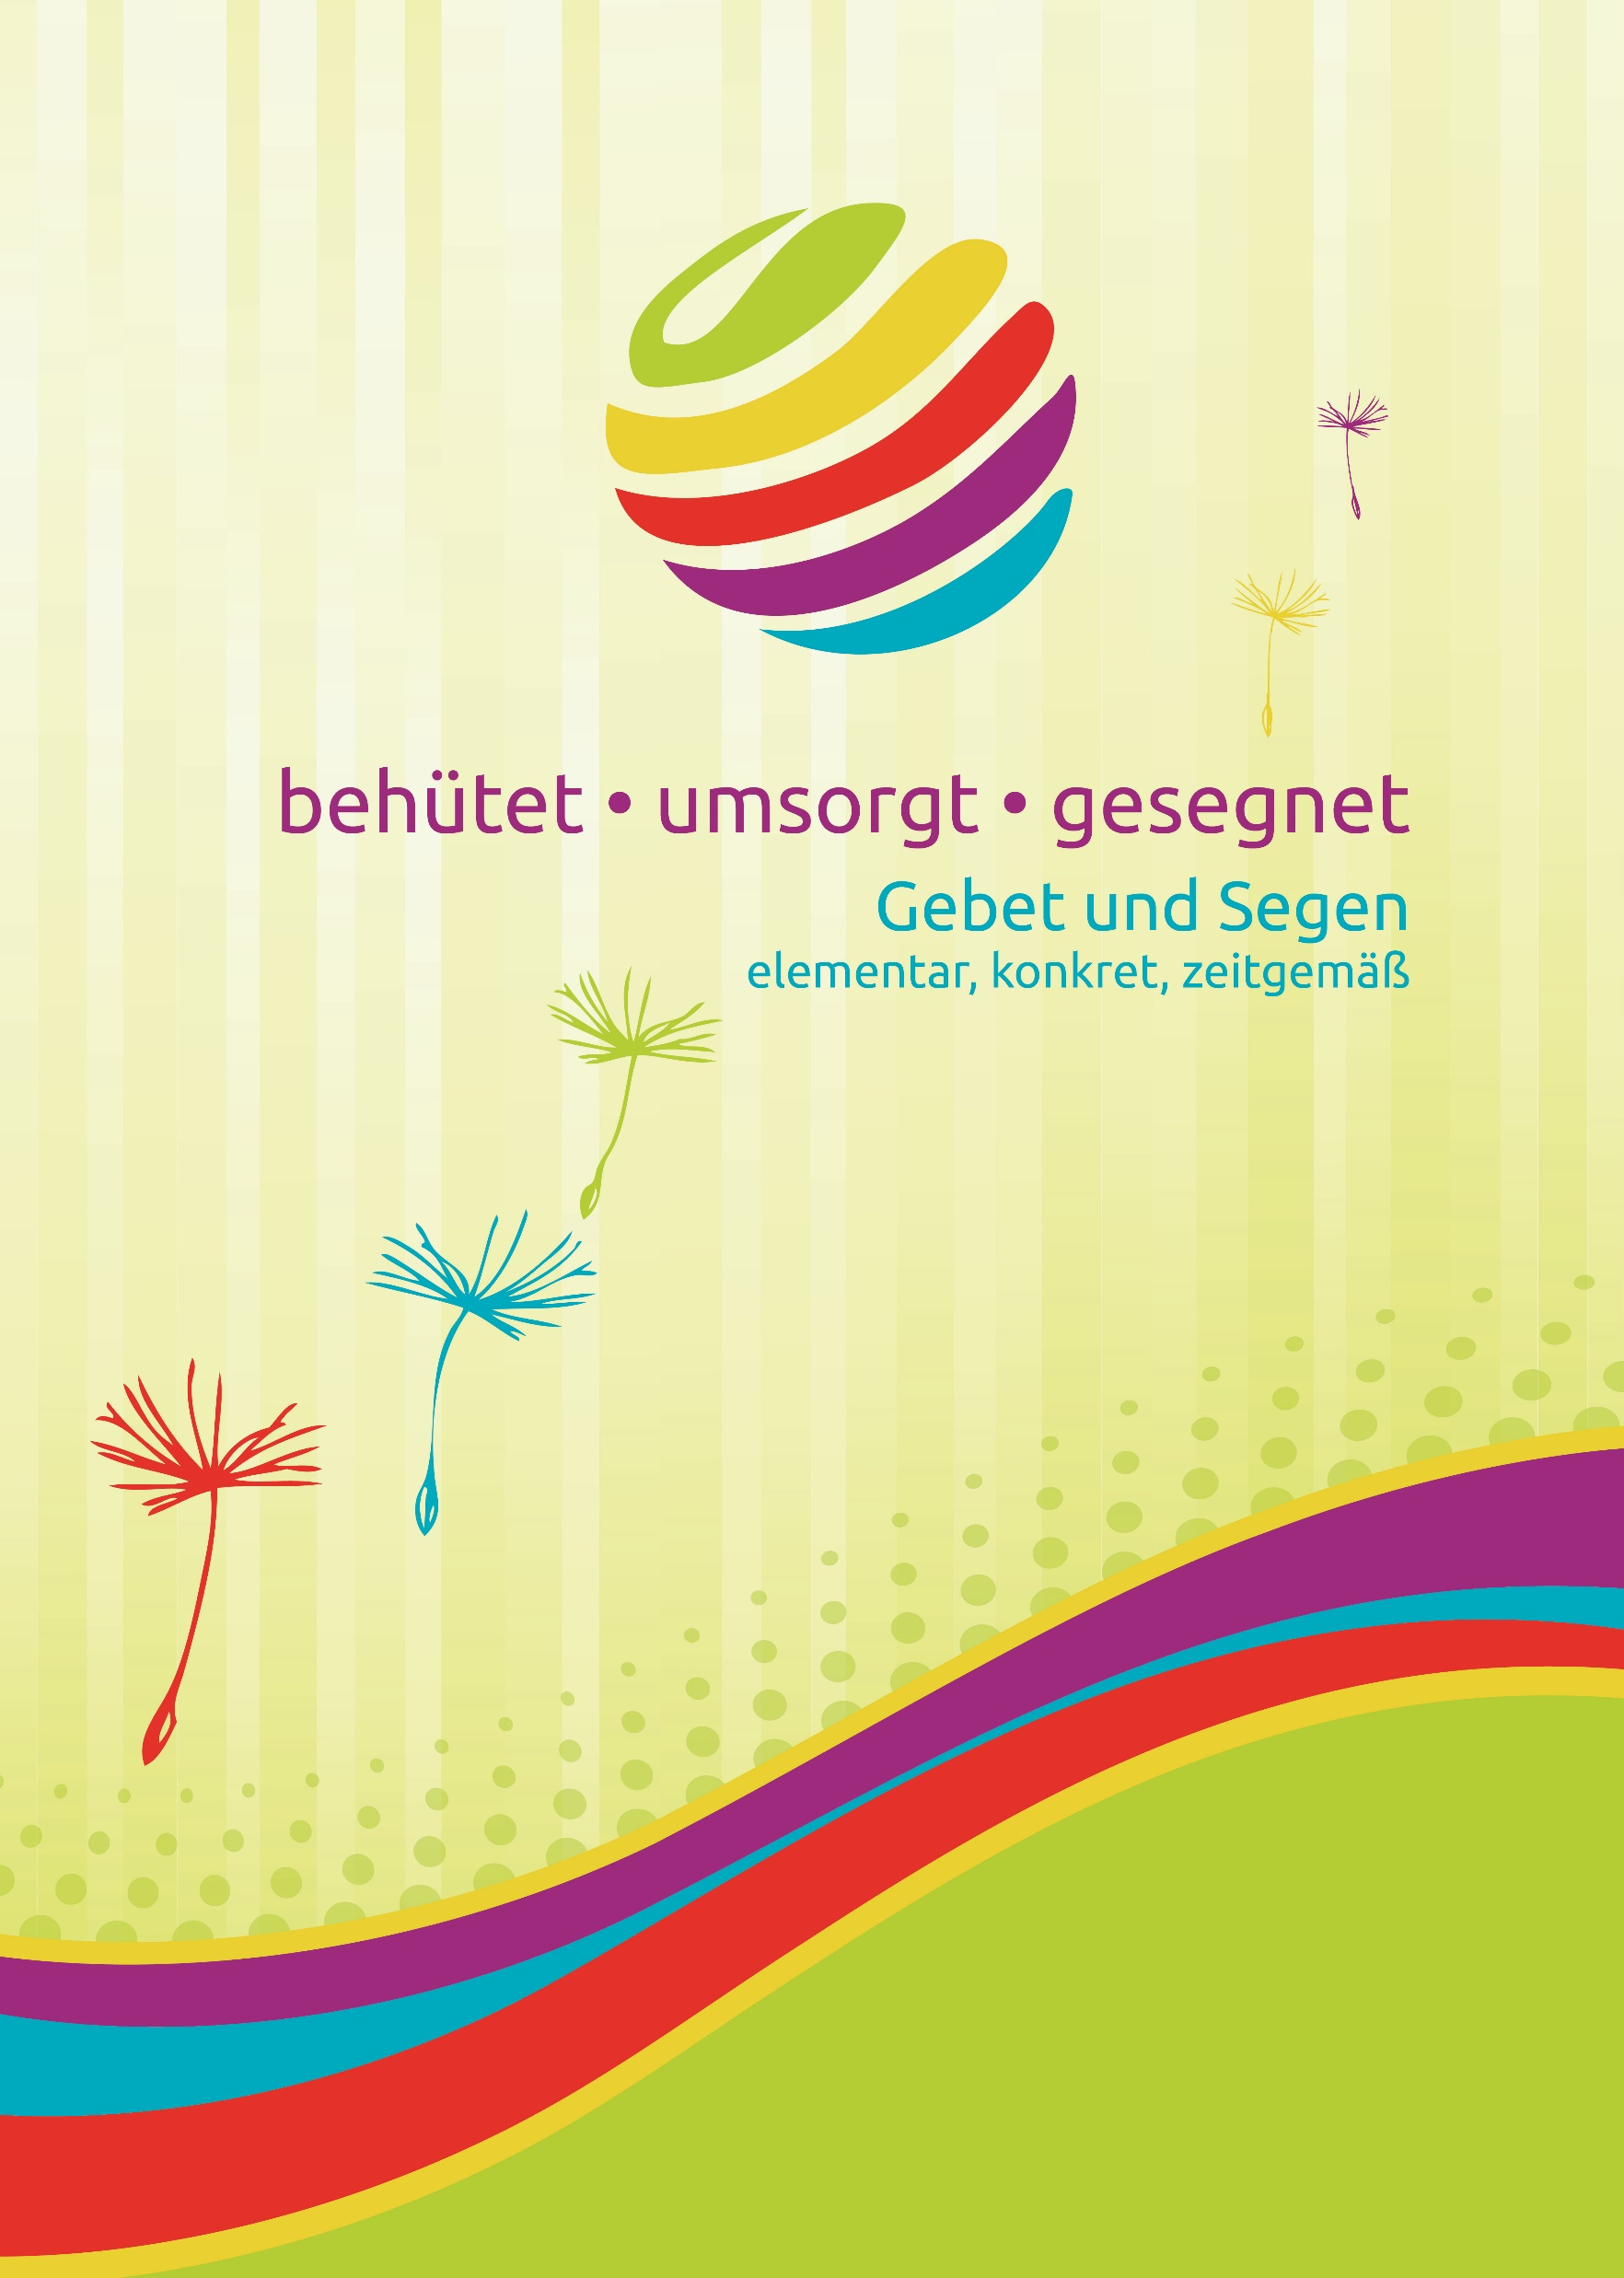 behütet • umsorgt • gesegnet
Gebet und Segen
elementar, konkret, zeitgemäß